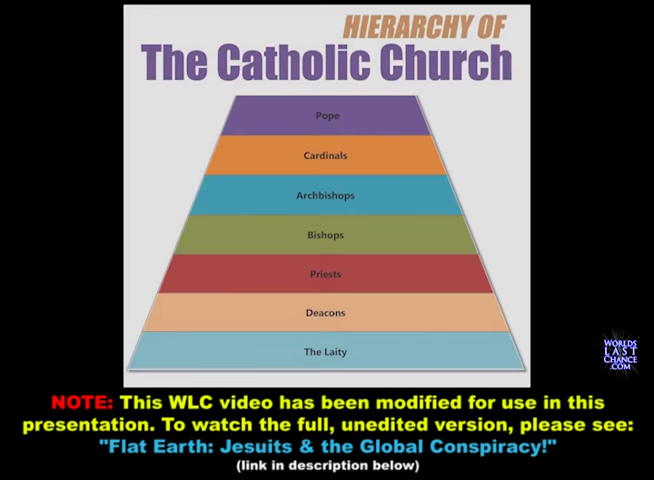 HIERARCHY OF
The Catholic Church
Pope
Cardinals
Archbishops
Bishops
Priests
Deacons
The Laity
WORLDS
LAST
CHANCE
.COM
NOTE: This WLC video has been modified for use in this
presentation. To watch the full, unedited version, please see:
"Flat Earth: Jesuits & the Global Conspiracy!"
(link in description below)